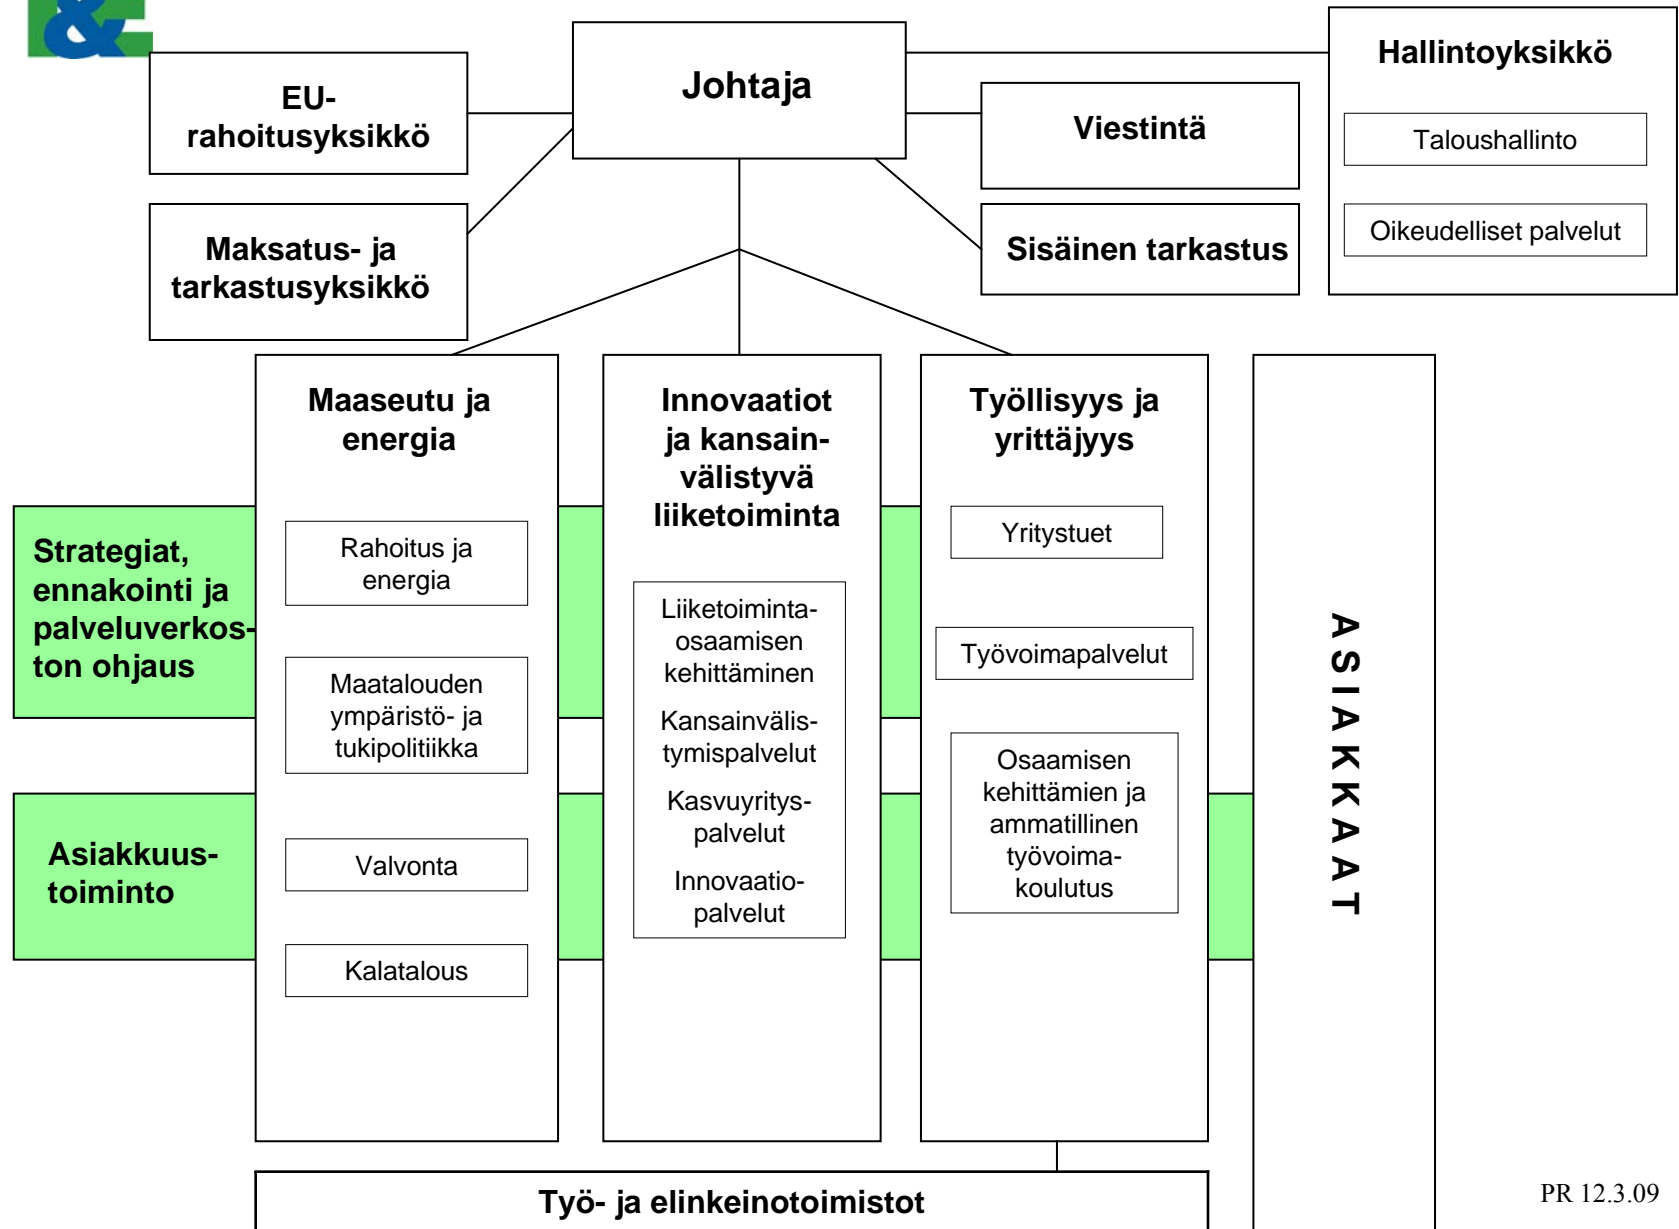 &
Johtaja
Hallintoyksikkö
Taloushallinto
Oikeudelliset palvelut
EU-
rahoitusyksikkö
Viestintä
Maksatus- ja
tarkastusyksikkö
Sisäinen tarkastus
Maaseutu ja
energia
Rahoitus ja
energia
Maatalouden
ympäristö- ja
tukipolitiikka
Valvonta
Kalatalous
Innovaatiot
ja kansain-
välistyvä
liiketoiminta
Liiketoiminta-
osaamisen
kehittäminen
Kansainvälis-
tymispalvelut
Kasvuyritys-
palvelut
Innovaatio-
palvelut
Työllisyys ja
yrittäjyys
Yritystuet
Työvoimapalvelut
Osaamisen
kehittämien ja
ammatillinen
työvoima-
koulutus
Strategiat,
ennakointi ja
palveluverkos-
ton ohjaus
Asiakkuus-
toiminto
ASIAKKAAT
Työ- ja elinkeinotoimistot
PR 12.3.09